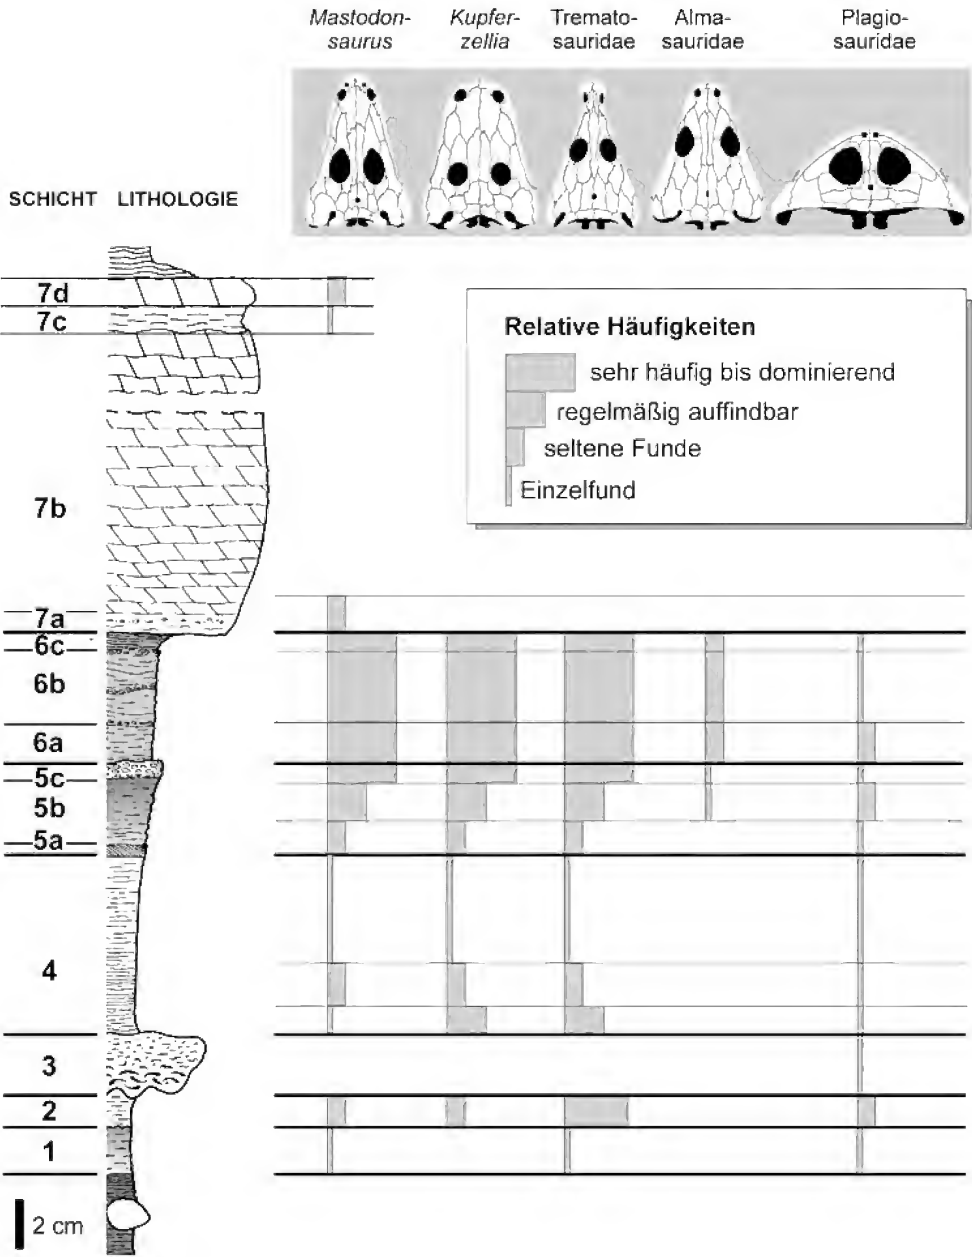 Mastodon-
saurus
Kupfer-
zellia
Tremato-
sauridae
Alma-
sauridae
Plagio-
sauridae
SCHICHT LITHOLOGIE
7d
7c
7b
7a
6c
6b
6a
5c
5b
5a
4
3
2
1
2 cm
Relative Häufigkeiten
sehr häufig bis dominierend
regelmäßig auffindbar
seltene Funde
Einzelfund